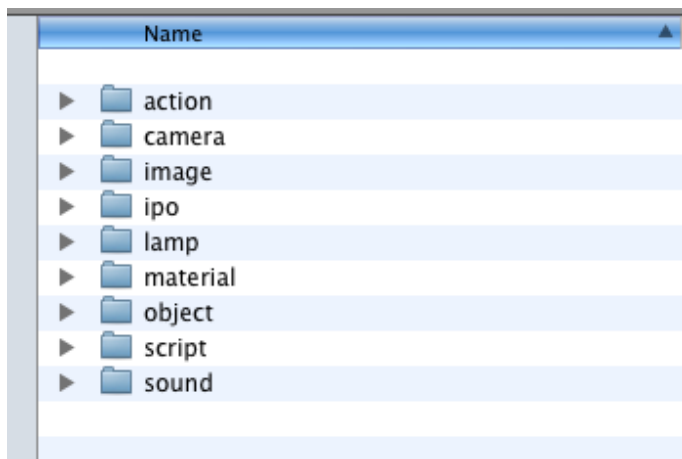 Name
action
camera
image
ipo
lamp
material
object
script
sound